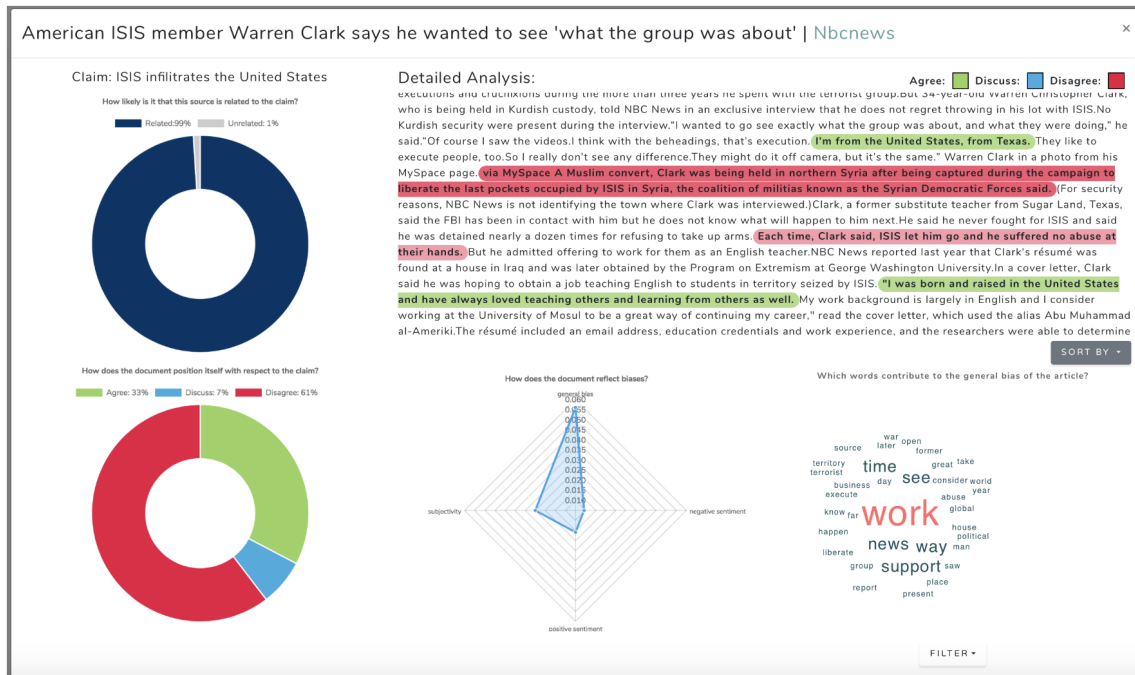 American ISIS member Warren Clark says he wanted to see 'what the group was about' | Nbcnews
×
Claim: ISIS infilitrates the United States
How likely is it that this source is related to the claim?
Related:99% Unrelated: 1%
How does the document position itself with respect to the claim?
Agree: 33% Discuss: 7% Disagree: 61%
Detailed Analysis:
Agree: Discuss: Disagree:
executions and crucifixions during the more than three years he spent with the terrorist group.But 34-year-old Warren Christopher Clark,
who is being held in Kurdish custody, told NBC News in an exclusive interview that he does not regret throwing in his lot with ISIS.No
Kurdish security were present during the interview."I wanted to go see exactly what the group was about, and what they were doing," he
said."Of course I saw the videos.I think with the beheadings, that's execution. I'm from the United States, from Texas. They like to
execute people, too.So I really don't see any difference.They might do it off camera, but it's the same." Warren Clark in a photo from his
MySpace page. via MySpace A Muslim convert, Clark was being held in northern Syria after being captured during the campaign to
liberate the last pockets occupied by ISIS in Syria, the coalition of militias known as the Syrian Democratic Forces said. (For security
reasons, NBC News is not identifying the town where Clark was interviewed.)Clark, a former substitute teacher from Sugar Land, Texas,
said the FBI has been in contact with him but he does not know what will happen to him next.He said he never fought for ISIS and said
he was detained nearly a dozen times for refusing to take up arms. Each time, Clark said, ISIS let him go and he suffered no abuse at
their hands. But he admitted offering to work for them as an English teacher.NBC News reported last year that Clark's résumé was
found at a house in Iraq and was later obtained by the Program on Extremism at George Washington University.In a cover letter, Clark
said he was hoping to obtain a job teaching English to students in territory seized by ISIS. "I was born and raised in the United States
and have always loved teaching others and learning from others as well. My work background is largely in English and I consider
working at the University of Mosul to be a great way of continuing my career," read the cover letter, which used the alias Abu Muhammad
al-Ameriki.The résumé included an email address, education credentials and work experience, and the researchers were able to determine
SORT BY
How does the document reflect biases?
general bias
0.060
0.055
0.050
0.045
0.040
0.035
0.030
0.025
0.020
0.015
0.010
subjectivity
negative sentiment
positive sentiment
Which words contribute to the general bias of the article?
war
open
source
later
former
territory
time
great
take
terrorist
see
consider
world
business
day
year
execute
abuse
know
far
work
global
happen
house
political
news
way
man
liberate
group
support
saw
place
report
present
FILTER